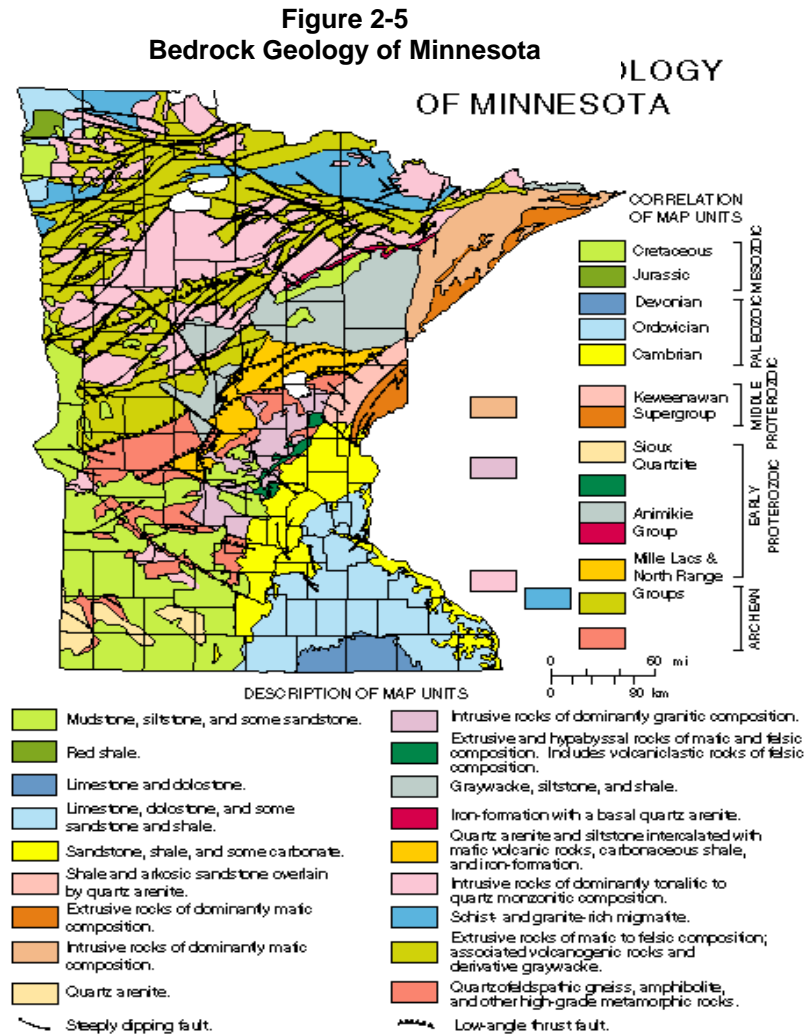 Figure 2-5
Bedrock Geology of Minnesota
OLOGY
OF MINNESOTA
CORRELATION
OF MAP UNITS
Cretaceous
Jurassic
MESOZOIC
Devonian
Ordovician
Cambrian
PALEOZOIC
Keweenawan
Supergroup
MIDDLE
PROTEROZOIC
Sioux
Quartzite
Animikie
Group
Mille Lacs &
North Range
Groups
EARLY
PROTEROZOIC
ARCHEAN
0 60 mi
0 90 km
DESCRIPTION OF MAP UNITS
Mudstone, siltstone, and some sandstone.
Red shale.
Limestone and dolostone.
Limestone, dolostone, and some
sandstone and shale.
Sandstone, shale, and some carbonate.
Shale and arkosic sandstone overlain
by quartz arenite.
Extrusive rocks of dominantly mafic
composition.
Intrusive rocks of dominantly mafic
composition.
Quartz arenite.
Steeply dipping fault.
Intrusive rocks of dominantly granitic composition.
Extrusive and hypabyssal rocks of mafic and felsic
composition. Includes volcaniclastic rocks of felsic
composition.
Graywacke, siltstone, and shale.
Iron-formation with a basal quartz arenite.
Quartz arenite and siltstone intercalated with
mafic volcanic rocks, carbonaceous shale,
and iron-formation.
Intrusive rocks of dominantly tonalitic to
quartz monzonitic composition.
Schist- and granite-rich migmatite.
Extrusive rocks of mafic to felsic composition;
associated volcanogenic rocks and
derivative graywacke.
Quartzofeldspathic gneiss, amphibolite,
and other high-grade metamorphic rocks.
Low-angle thrust fault.